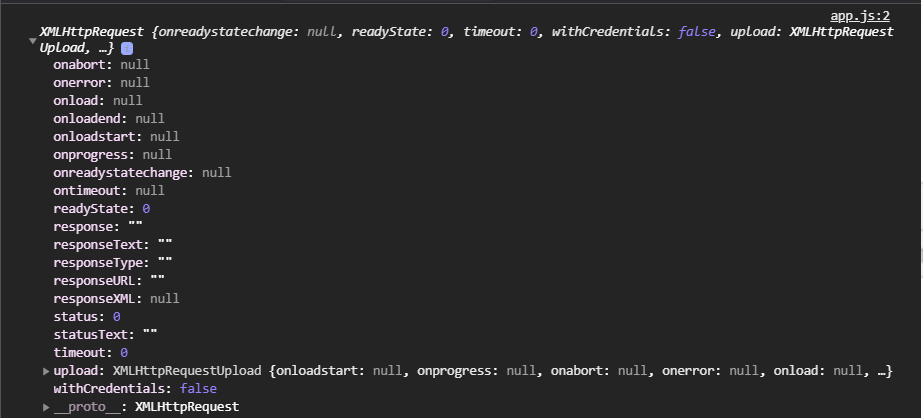 app.js:2
XMLHttpRequest {onreadystatechange: null, readyState: 0, timeout: 0, withCredentials: false, upload: XMLHttpRequest
Upload, …} i
onabort: null
onerror: null
onload: null
onloadend: null
onloadstart: null
onprogress: null
onreadystatechange: null
ontimeout: null
readyState: 0
response: ""
responseText: ""
responseType: ""
responseURL: ""
responseXML: null
status: 0
statusText: ""
timeout: 0
upload: XMLHttpRequestUpload {onloadstart: null, onprogress: null, onabort: null, onerror: null, onload: null, …}
withCredentials: false
__proto__: XMLHttpRequest